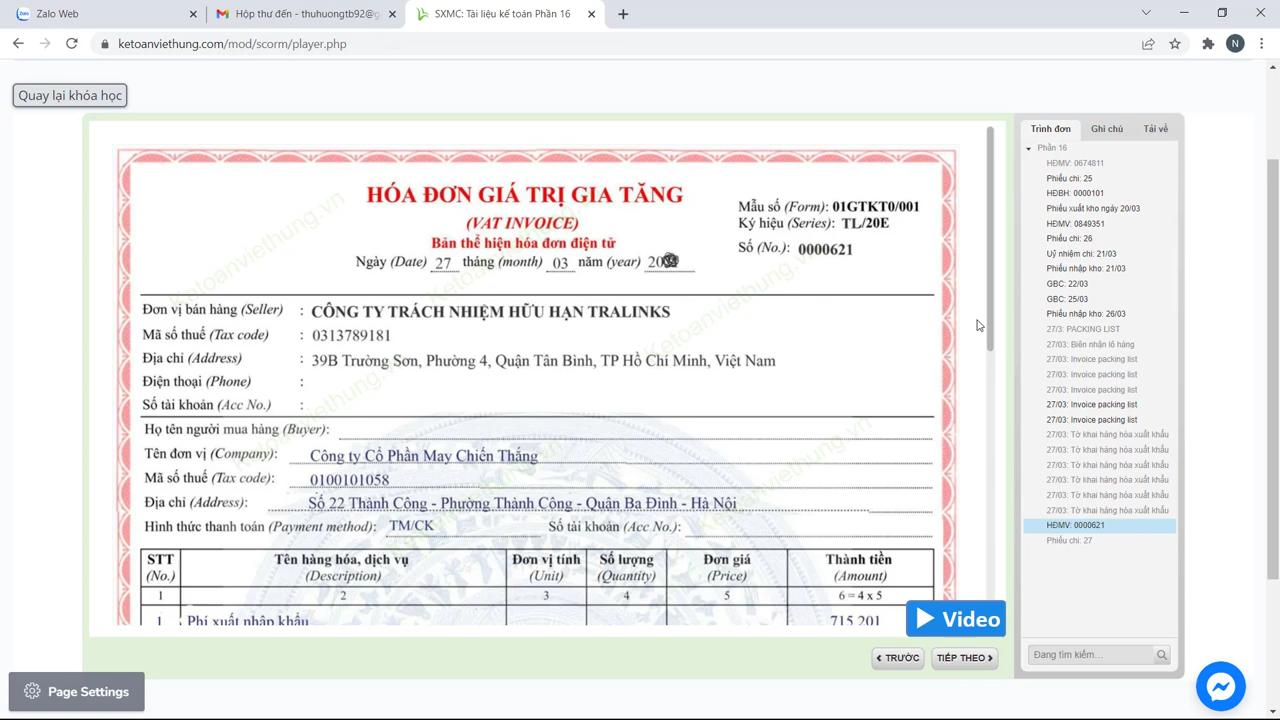 Zalo Web
Hộp thư đến - thuhuongtb92@g
SXMC: Tài liệu kế toán Phần 16
ketoanviethung.com/mod/scorm/player.php
N
Quay lại khóa học
HÓA ĐƠN GIÁ TRỊ GIA TĂNG
(VAT INVOICE)
Bản thể hiện hóa đơn điện tử
Ngày (Date) 27 tháng (month) 03 năm (year)
Mẫu số (Form): 01GTKT0/001
Ký hiệu (Series): TL/20E
Số (No.): 0000621
Đơn vị bán hàng (Seller) : CÔNG TY TRÁCH NHIỆM HỮU HẠN TRALINKS
Mã số thuế (Tax code) : 0313789181
Địa chỉ (Address) : 39B Trường Sơn, Phường 4, Quận Tân Bình, TP Hồ Chí Minh, Việt Nam
Điện thoại (Phone) :
Số tài khoản (Acc No.) :
Họ tên người mua hàng (Buyer):
Tên đơn vị (Company): Công ty Cổ Phần May Chiến Thắng
Mã số thuế (Tax code): 0100101058
Địa chỉ (Address): Số 22 Thành Công - Phường Thành Công - Quận Ba Đình - Hà Nội
Hình thức thanh toán (Payment method): TM/CK Số tài khoản (Acc No.):
STT Tên hàng hóa, dịch vụ Đơn vị tính Số lượng Đơn giá Thành tiền
(No.) (Description) (Unit) (Quantity) (Price) (Amount)
1 2 3 4 5 6 = 4 x 5
1 Phí xuất nhập khẩu 715.201
Video
TRƯỚC
TIẾP THEO
Trình đơn Ghi chú Tải về
Phần 16
HĐMV: 0674811
Phiếu chi: 25
HĐBH: 0000101
Phiếu xuất kho ngày 20/03
HĐMV: 0849351
Phiếu chi: 26
Uỷ nhiệm chi: 21/03
Phiếu nhập kho: 21/03
GBC: 22/03
GBC: 25/03
Phiếu nhập kho: 26/03
27/3: PACKING LIST
27/03: Biên nhận lô hàng
27/03: Invoice packing list
27/03: Invoice packing list
27/03: Invoice packing list
27/03: Invoice packing list
27/03: Invoice packing list
27/03: Tờ khai hàng hóa xuất khẩu
27/03: Tờ khai hàng hóa xuất khẩu
27/03: Tờ khai hàng hóa xuất khẩu
27/03: Tờ khai hàng hóa xuất khẩu
27/03: Tờ khai hàng hóa xuất khẩu
27/03: Tờ khai hàng hóa xuất khẩu
HĐMV: 0000621
Phiếu chi: 27
Đang tìm kiếm...
Page Settings